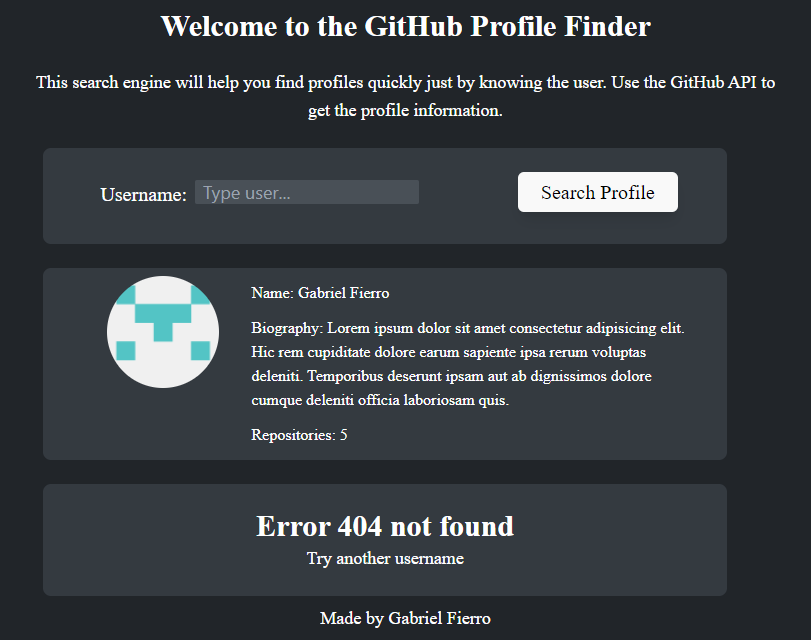 Welcome to the GitHub Profile Finder
This search engine will help you find profiles quickly just by knowing the user. Use the GitHub API to
get the profile information.
Username: Type user...
Search Profile
Name: Gabriel Fierro
Biography: Lorem ipsum dolor sit amet consectetur adipisicing elit.
Hic rem cupiditate dolore earum sapiente ipsa rerum voluptas
deleniti. Temporibus deserunt ipsam aut ab dignissimos dolore
cumque deleniti officia laboriosam quis.
Repositories: 5
Error 404 not found
Try another username
Made by Gabriel Fierro